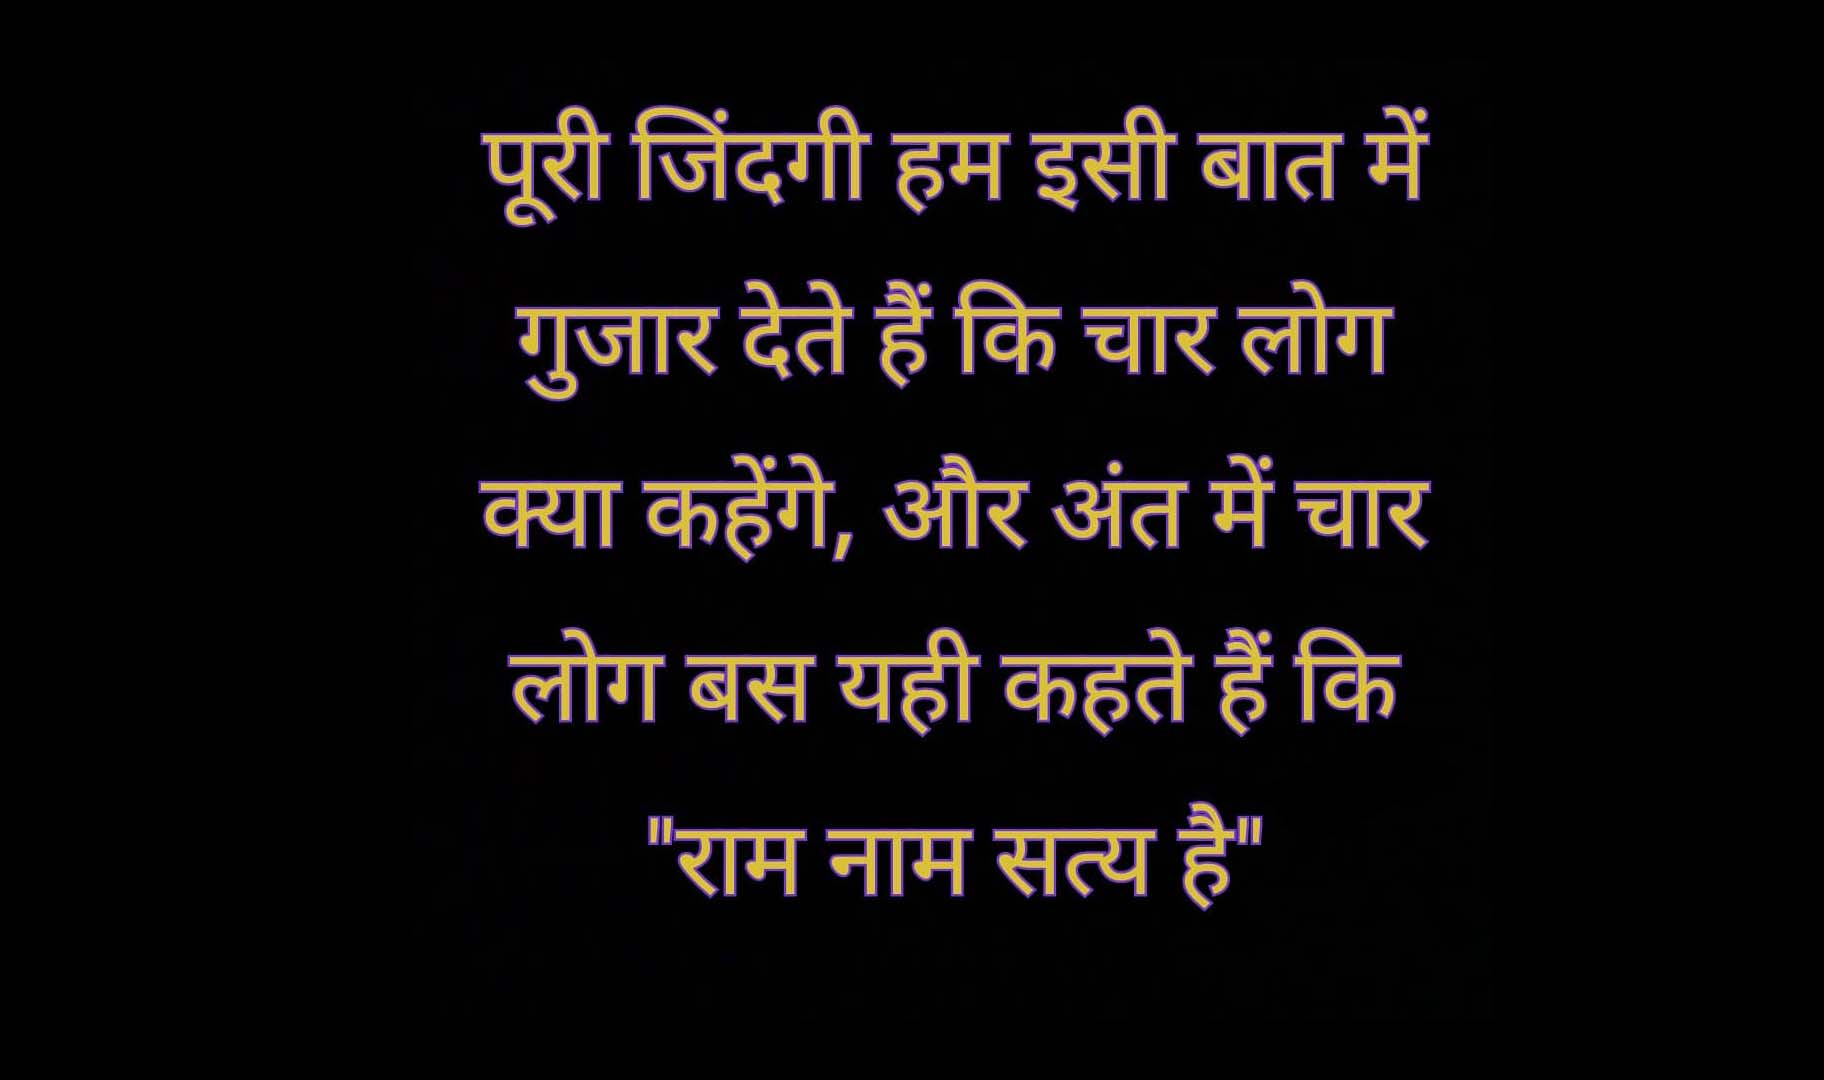 पूरी जिंदगी हम इसी बात में
गुजार देते हैं कि चार लोग
क्या कहेंगे, और अंत में चार
लोग बस यही कहते हैं कि
"राम नाम सत्य है"